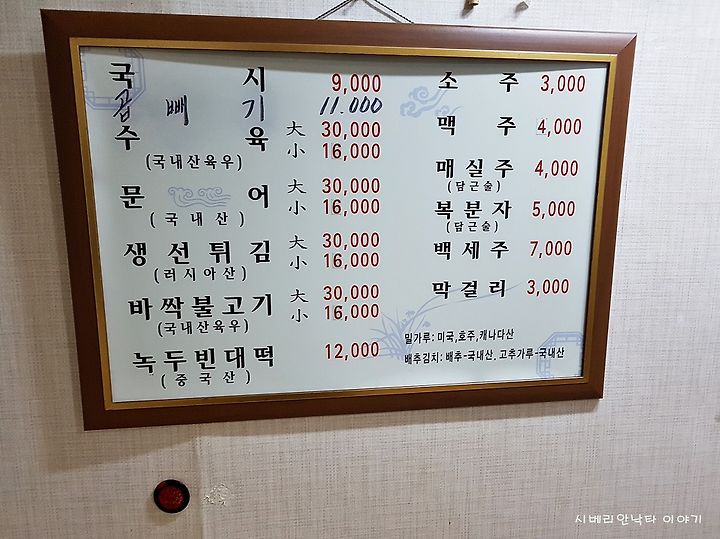 국시 9,000
곱빼기 11.000
수육 大 30,000
小 16,000
(국내산육우)
문어 大 30,000
小 16,000
(국내산)
생선튀김 大 30,000
小 16,000
(러시아산)
바싹불고기 大 30,000
小 16,000
(국내산육우)
녹두빈대떡 12,000
(중국산)
소주 3,000
맥주 4,000
매실주 4,000
(담근술)
복분자 5,000
(담근술)
백세주 7,000
막걸리 3,000
밀가루: 미국,호주,캐나다산
배추김치: 배추-국내산, 고추가루-국내산
시베리안낙타 이야기